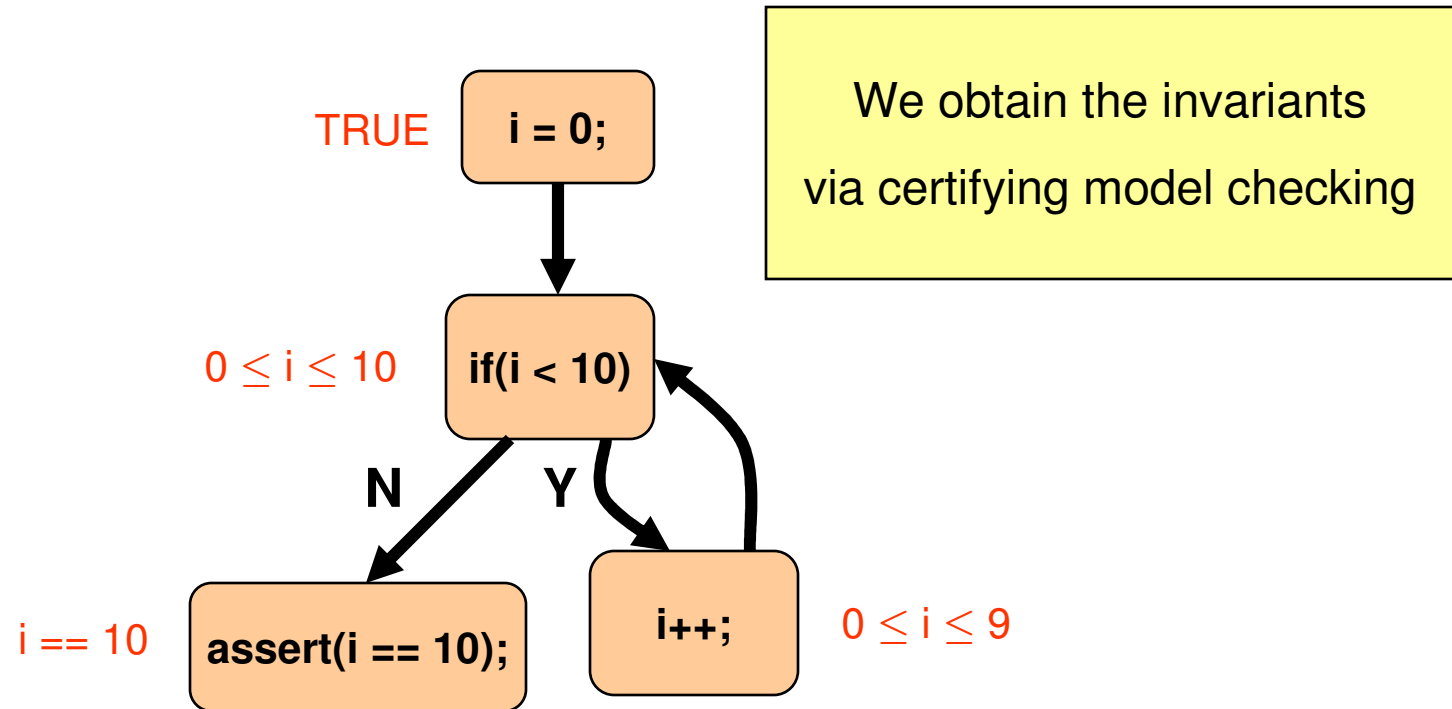 TRUE
i = 0;
We obtain the invariants
via certifying model checking
0 ≤ i ≤ 10
if(i < 10)
N
Y
i == 10
assert(i == 10);
i++;
0 ≤ i ≤ 9